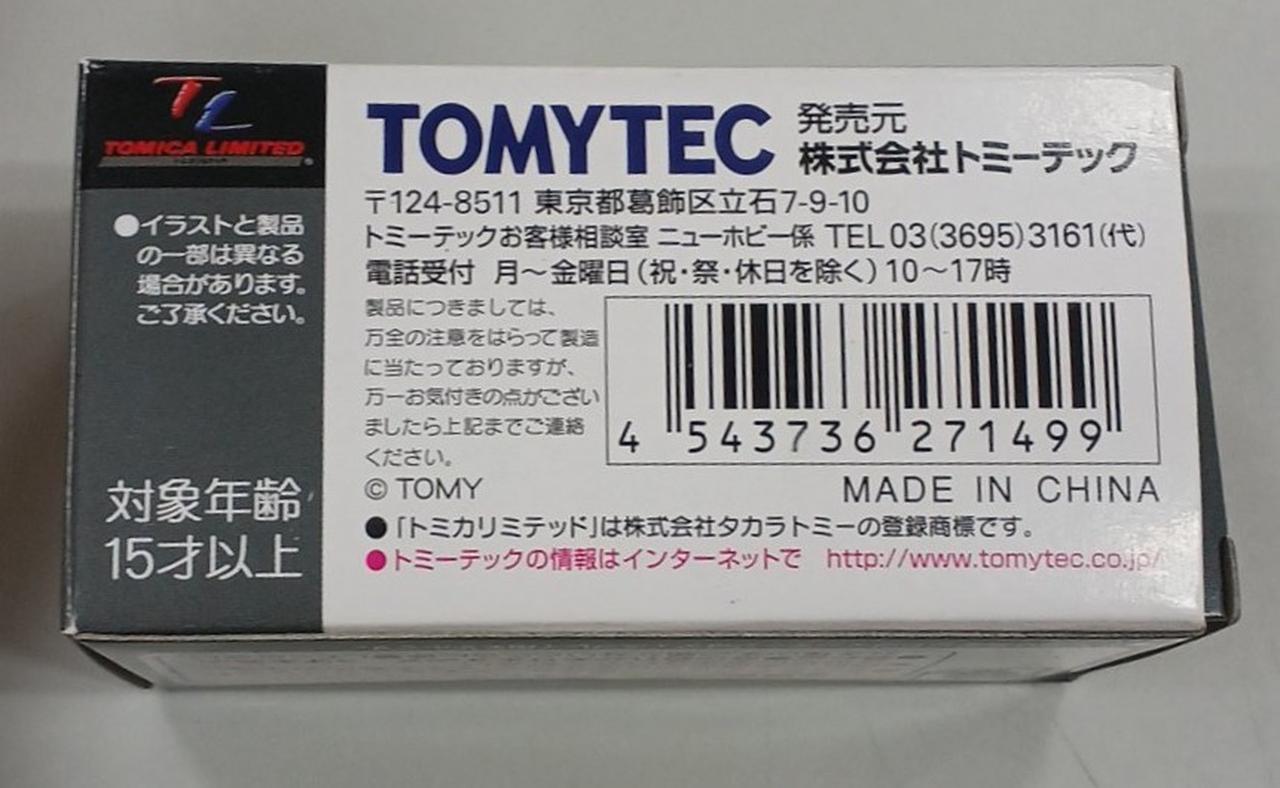 TL
TOMICA LIMITED
●イラストと製品
の一部は異なる
場合があります。
ご了承ください。
対象年齢
15才以上
TOMYTEC
発売元
株式会社トミーテック
〒124-8511 東京都葛飾区立石7-9-10
トミーテックお客様相談室 ニューホビー係 TEL 03(3695)3161(代)
電話受付 月～金曜日(祝・祭・休日を除く)10～17時
製品につきましては、
万全の注意をはらって製造
に当たっておりますが、
万一お気付きの点がござい
ましたら上記までご連絡
ください。
4 543736 271499
© TOMY
MADE IN CHINA
●「トミカリミテッド」は株式会社タカラトミーの登録商標です。
●トミーテックの情報はインターネットで http://www.tomytec.co.jp/